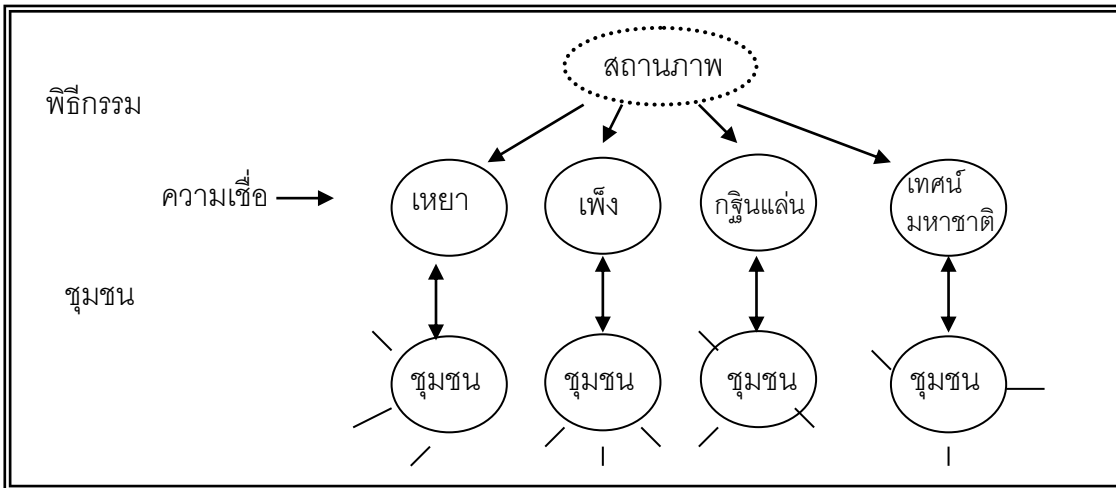 สถานภาพ
พิธีกรรม
ความเชื่อ
เหยา
เพ็ง
กฐินแล่น
เทศน์
มหาชาติ
ชุมชน
ชุมชน
ชุมชน
ชุมชน
ชุมชน